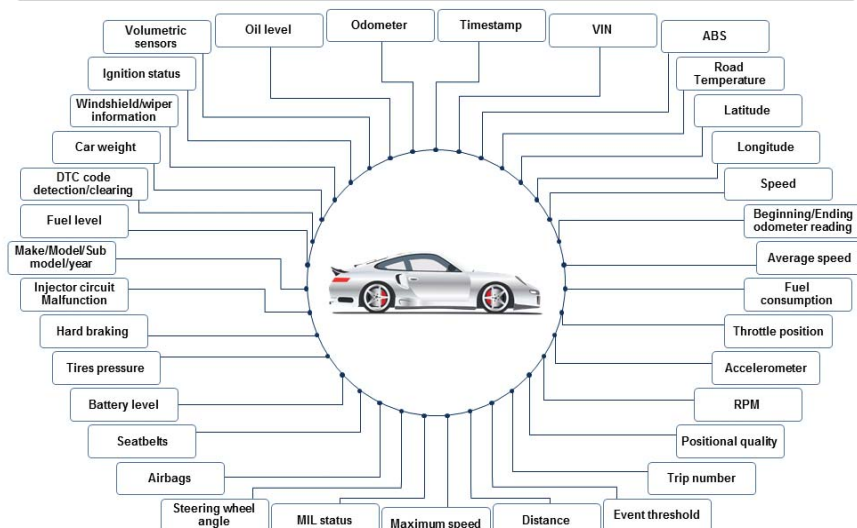 Volumetric
sensors
Oil level
Odometer
Timestamp
VIN
ABS
Ignition status
Road
Temperature
Windshield/wiper
information
Latitude
Car weight
Longitude
DTC code
detection/clearing
Speed
Fuel level
Beginning/Ending
odometer reading
Make/Model/Sub
model/year
Average speed
Injector circuit
Malfunction
Fuel
consumption
Hard braking
Throttle position
Tires pressure
Accelerometer
Battery level
RPM
Seatbelts
Positional quality
Airbags
Trip number
Steering wheel
angle
MIL status
Maximum speed
Distance
Event threshold